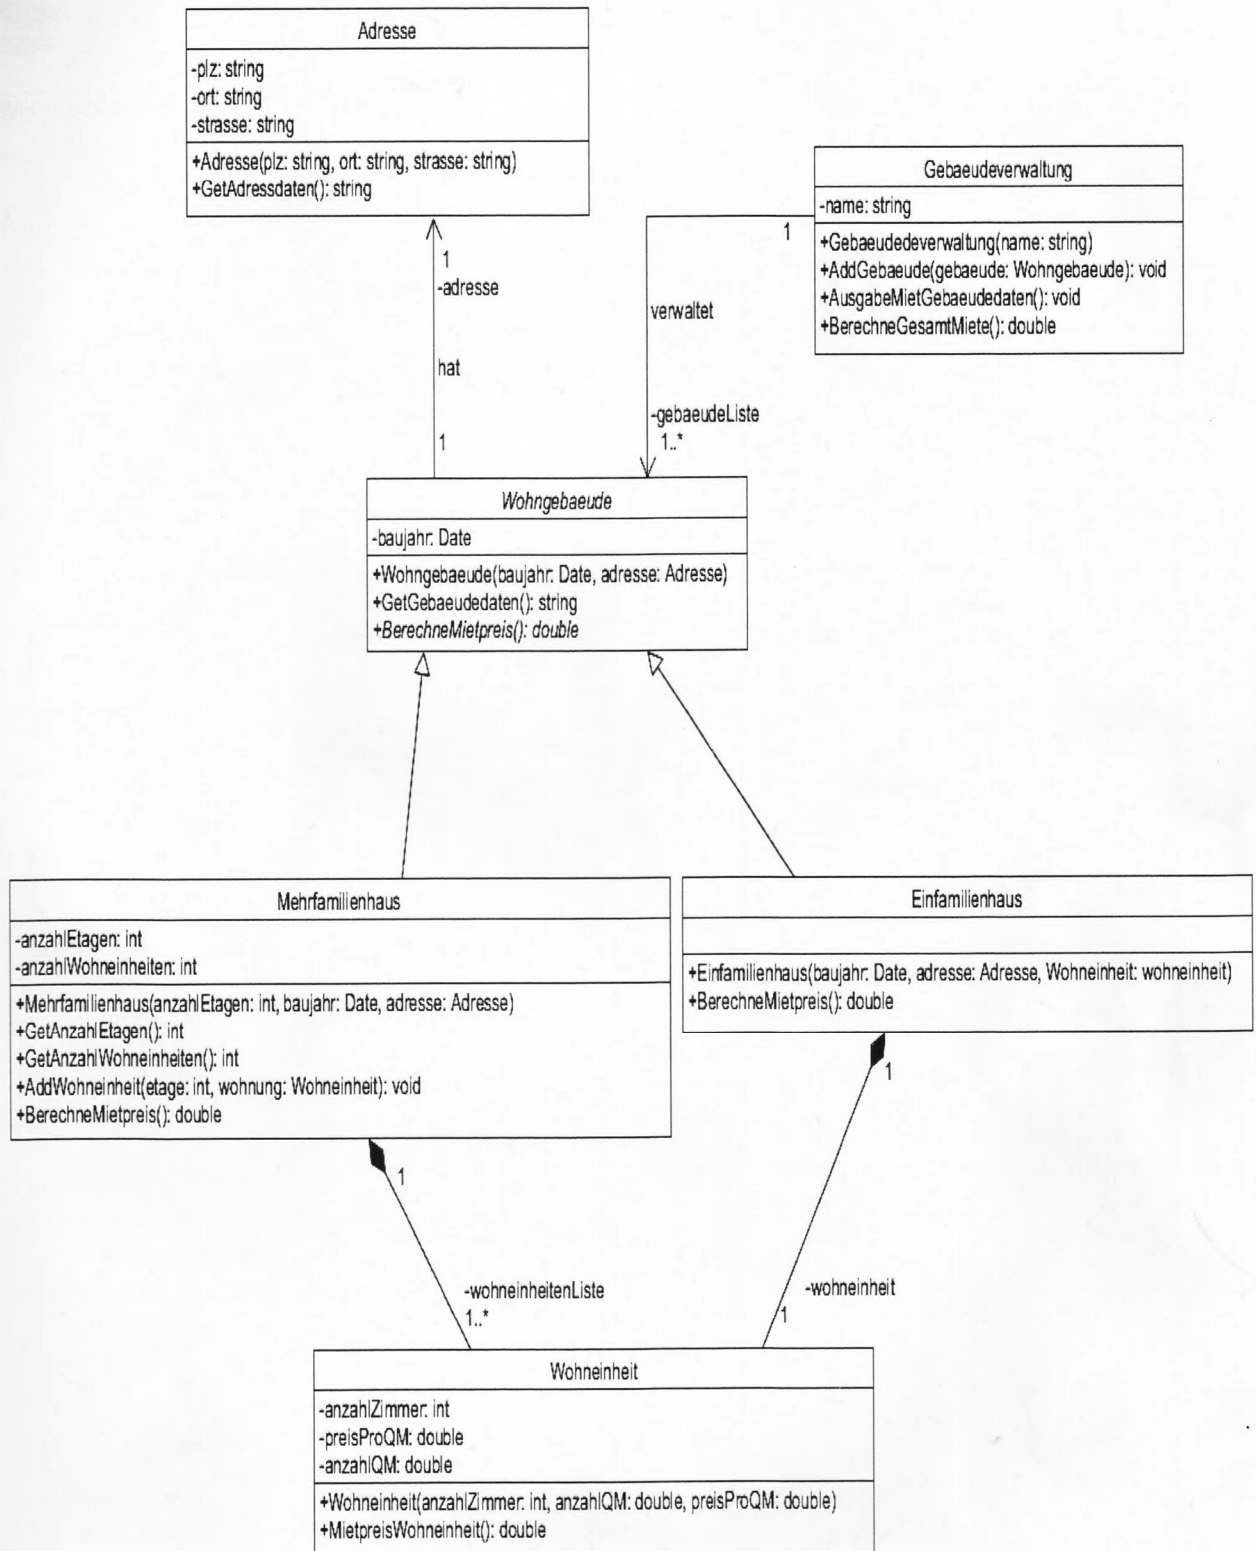 Adresse
-plz: string
-ort: string
-strasse: string
+Adresse(plz: string, ort: string, strasse: string)
+GetAdressdaten(): string
Gebaeudeverwaltung
-name: string
+Gebaeudedeverwaltung(name: string)
+AddGebaeude(gebaeude: Wohngebaeude): void
+AusgabeMietGebaeudedaten(): void
+BerechneGesamtMiete(): double
1
-adresse
hat
1
1
verwaltet
-gebaeudeListe
1..*
Wohngebaeude
-baujahr: Date
+Wohngebaeude(baujahr: Date, adresse: Adresse)
+GetGebaeudedaten(): string
+BerechneMietpreis(): double
Mehrfamilienhaus
-anzahlEtagen: int
-anzahlWohneinheiten: int
+Mehrfamilienhaus(anzahlEtagen: int, baujahr: Date, adresse: Adresse)
+GetAnzahlEtagen(): int
+GetAnzahlWohneinheiten(): int
+AddWohneinheit(etage: int, wohnung: Wohneinheit): void
+BerechneMietpreis(): double
Einfamilienhaus
+Einfamilienhaus(baujahr: Date, adresse: Adresse, Wohneinheit: wohneinheit)
+BerechneMietpreis(): double
1
-wohneinheitenListe
1..*
1
-wohneinheit
1
Wohneinheit
-anzahlZimmer: int
-preisProQM: double
-anzahlQM: double
+Wohneinheit(anzahlZimmer: int, anzahlQM: double, preisProQM: double)
+MietpreisWohneinheit(): double